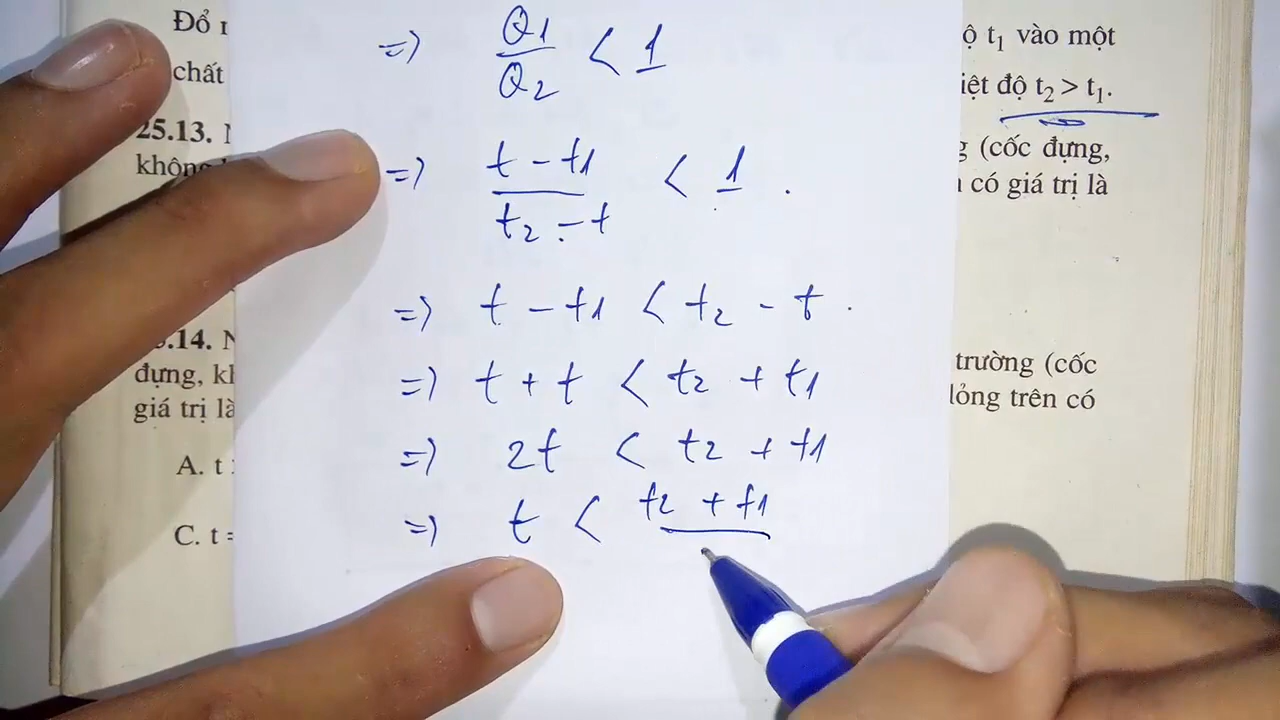 Đổ
chất
ộ t₁ vào một
iệt độ t₂ > t₁.
25.13.
không
g (cốc đựng,
có giá trị là
.14. N
đựng, kh
giá trị là
trường (cốc
lỏng trên có
A. t
C. t =
=> Q1/Q2 < 1
=> t - t1 / t2 = t < 1 .
=> t - t1 < t2 - t .
=> t + t < t2 + t1
=> 2t < t2 + t1
=> t < t2 + t1